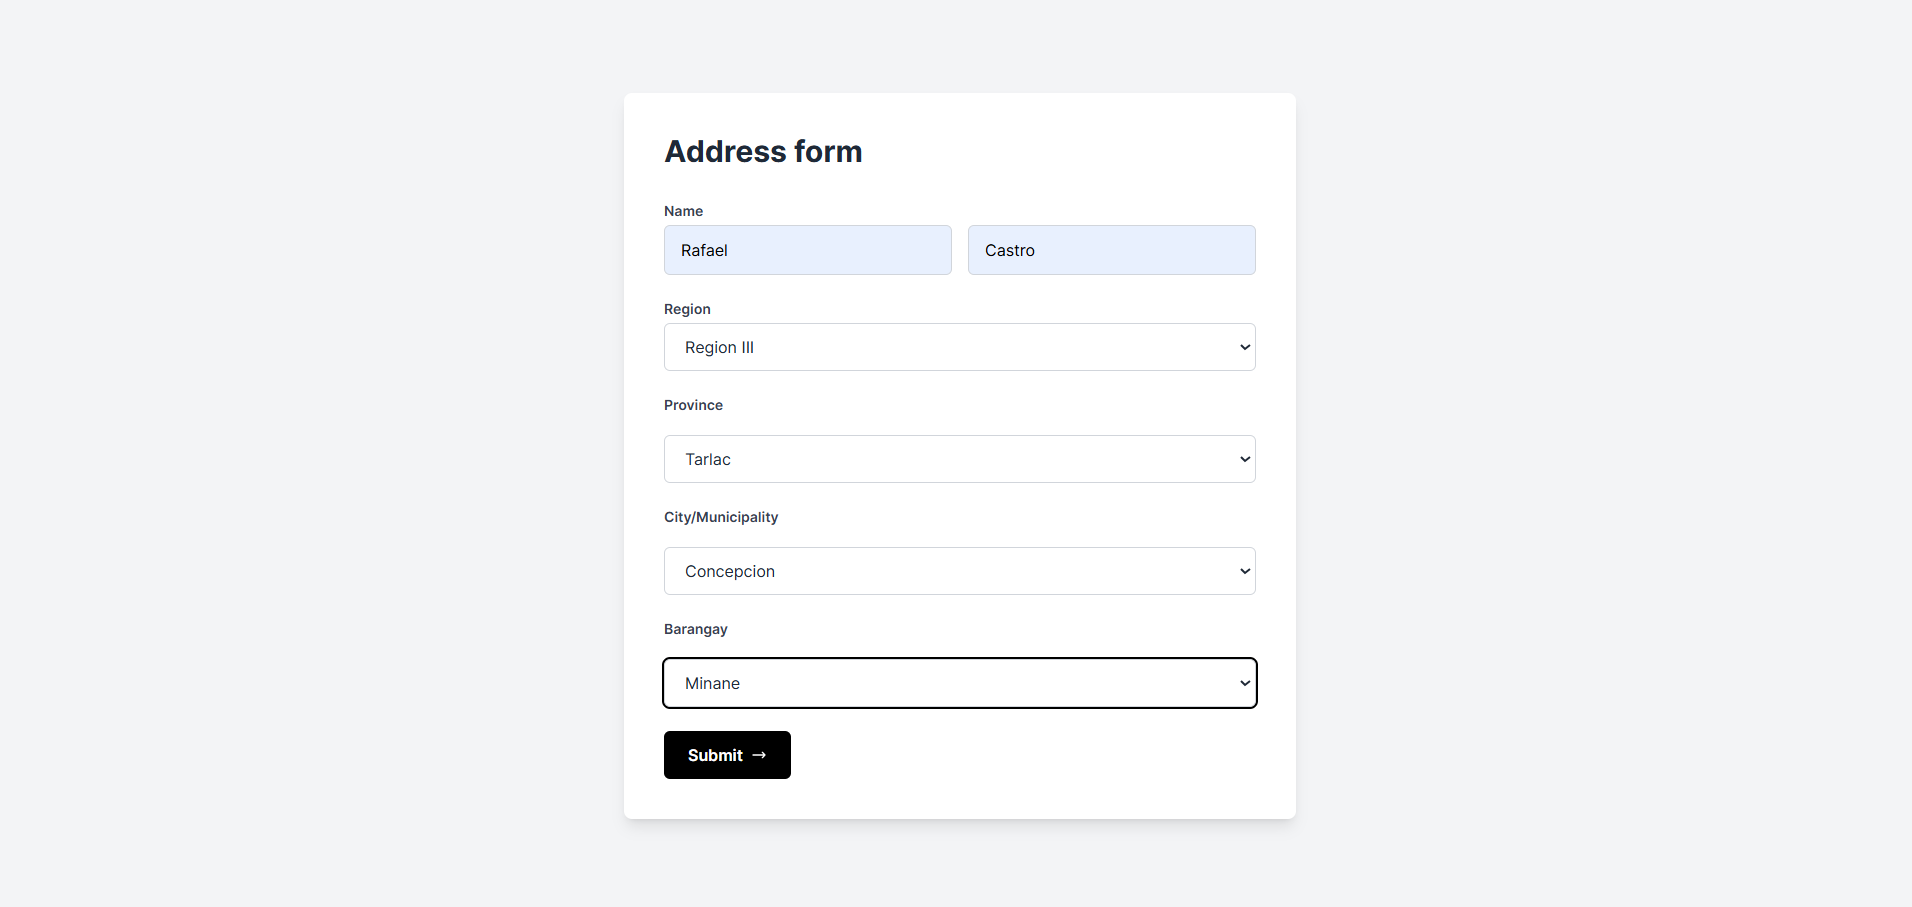 Address form
Name
Rafael Castro
Region
Region III
Province
Tarlac
City/Municipality
Concepcion
Barangay
Minane
Submit →